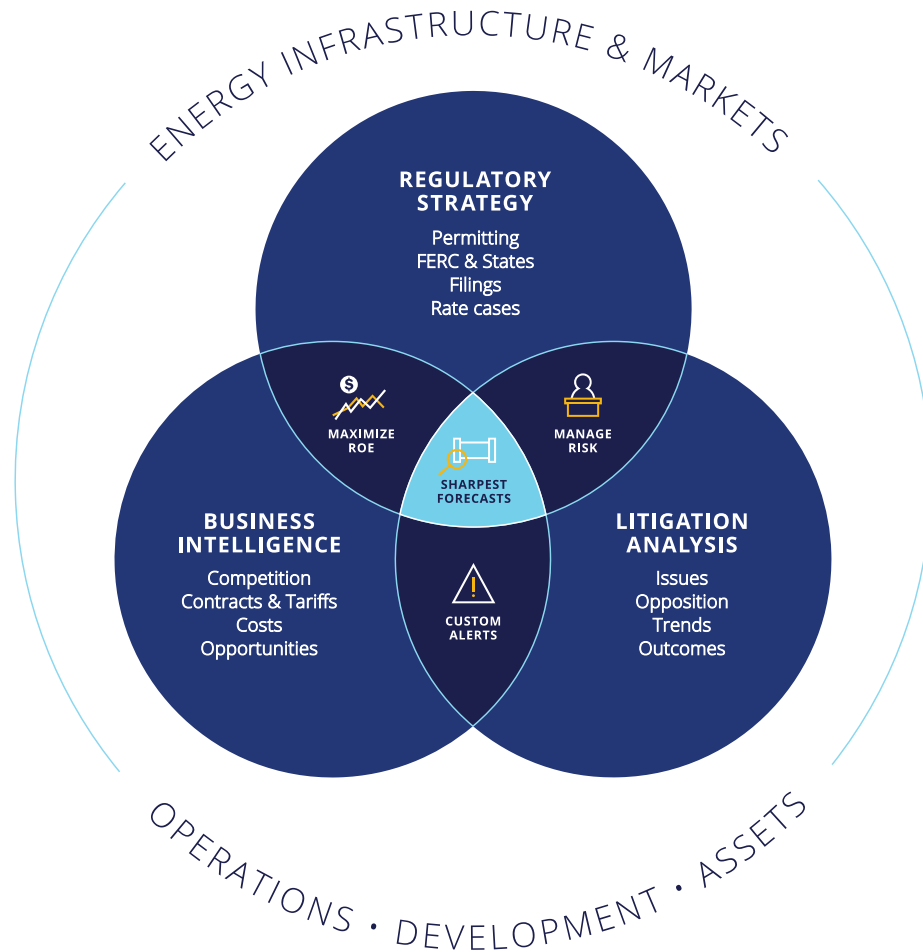 ENERGY INFRASTRUCTURE & MARKETS
REGULATORY
STRATEGY
Permitting
FERC & States
Filings
Rate cases
$
MAXIMIZE
ROE
MANAGE
RISK
SHARPEST
FORECASTS
BUSINESS
INTELLIGENCE
Competition
Contracts & Tariffs
Costs
Opportunities
LITIGATION
ANALYSIS
Issues
Opposition
Trends
Outcomes
!
CUSTOM
ALERTS
OPERATIONS • DEVELOPMENT • ASSETS